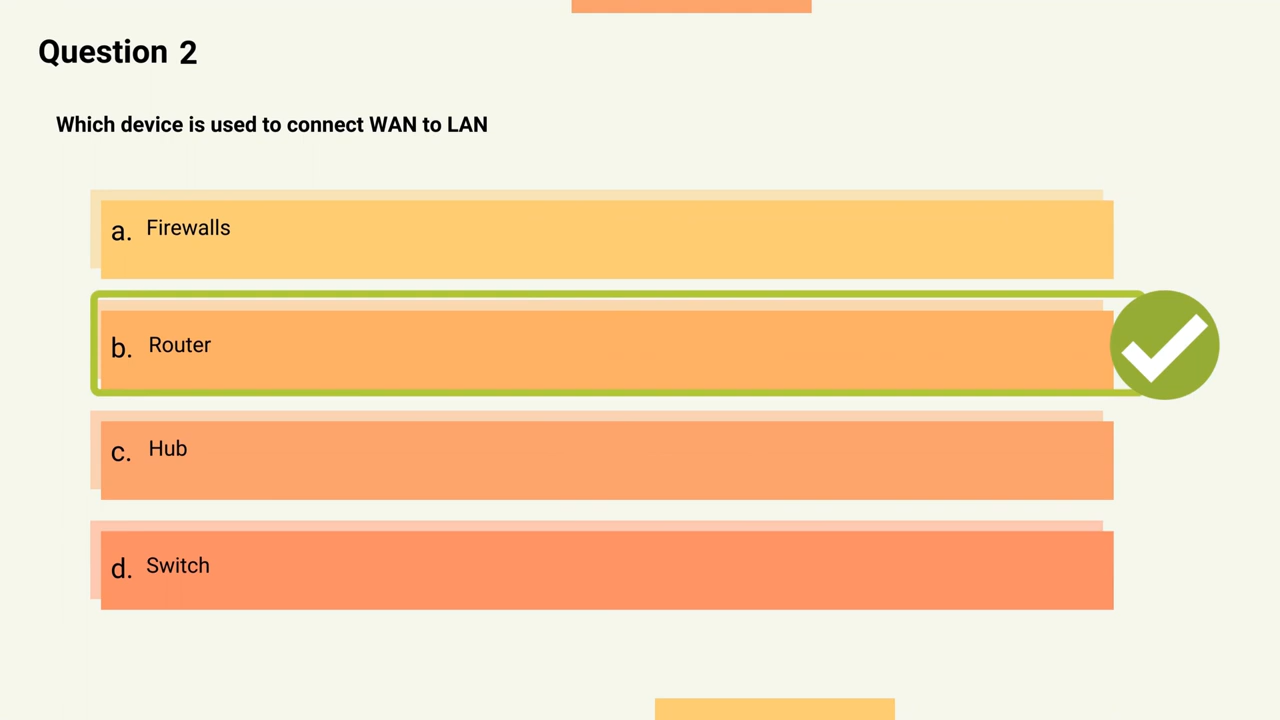 Question 2
Which device is used to connect WAN to LAN
a. Firewalls
b. Router
c. Hub
d. Switch